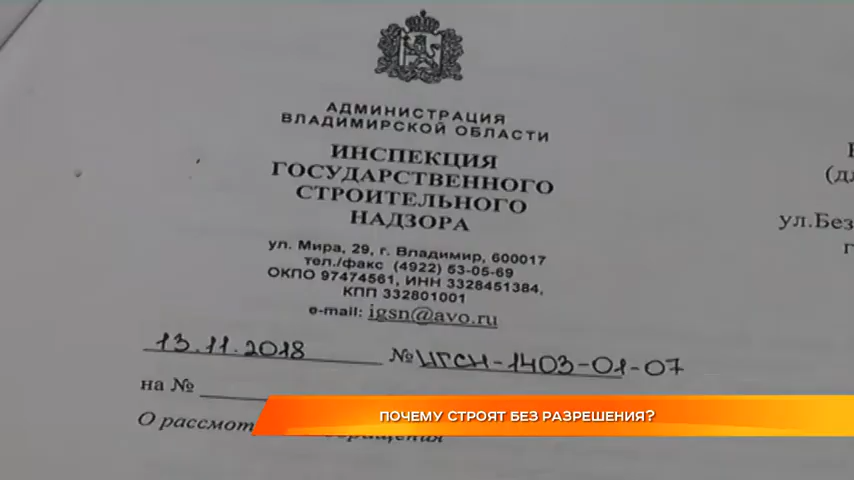 АДМИНИСТРАЦИЯ
ВЛАДИМИРСКОЙ ОБЛАСТИ
ИНСПЕКЦИЯ
ГОСУДАРСТВЕННОГО
СТРОИТЕЛЬНОГО
НАДЗОРА
ул. Мира, 29, г. Владимир, 600017
тел./факс (4922) 53-05-69
ОКПО 97474561, ИНН 3328451384,
КПП 332801001
e-mail: igsn@avo.ru
13.11.2018 № ИГСН-1403-01-07
на №
О
ул.Без
ПОЧЕМУ СТРОЯТ БЕЗ РАЗРЕШЕНИЯ?